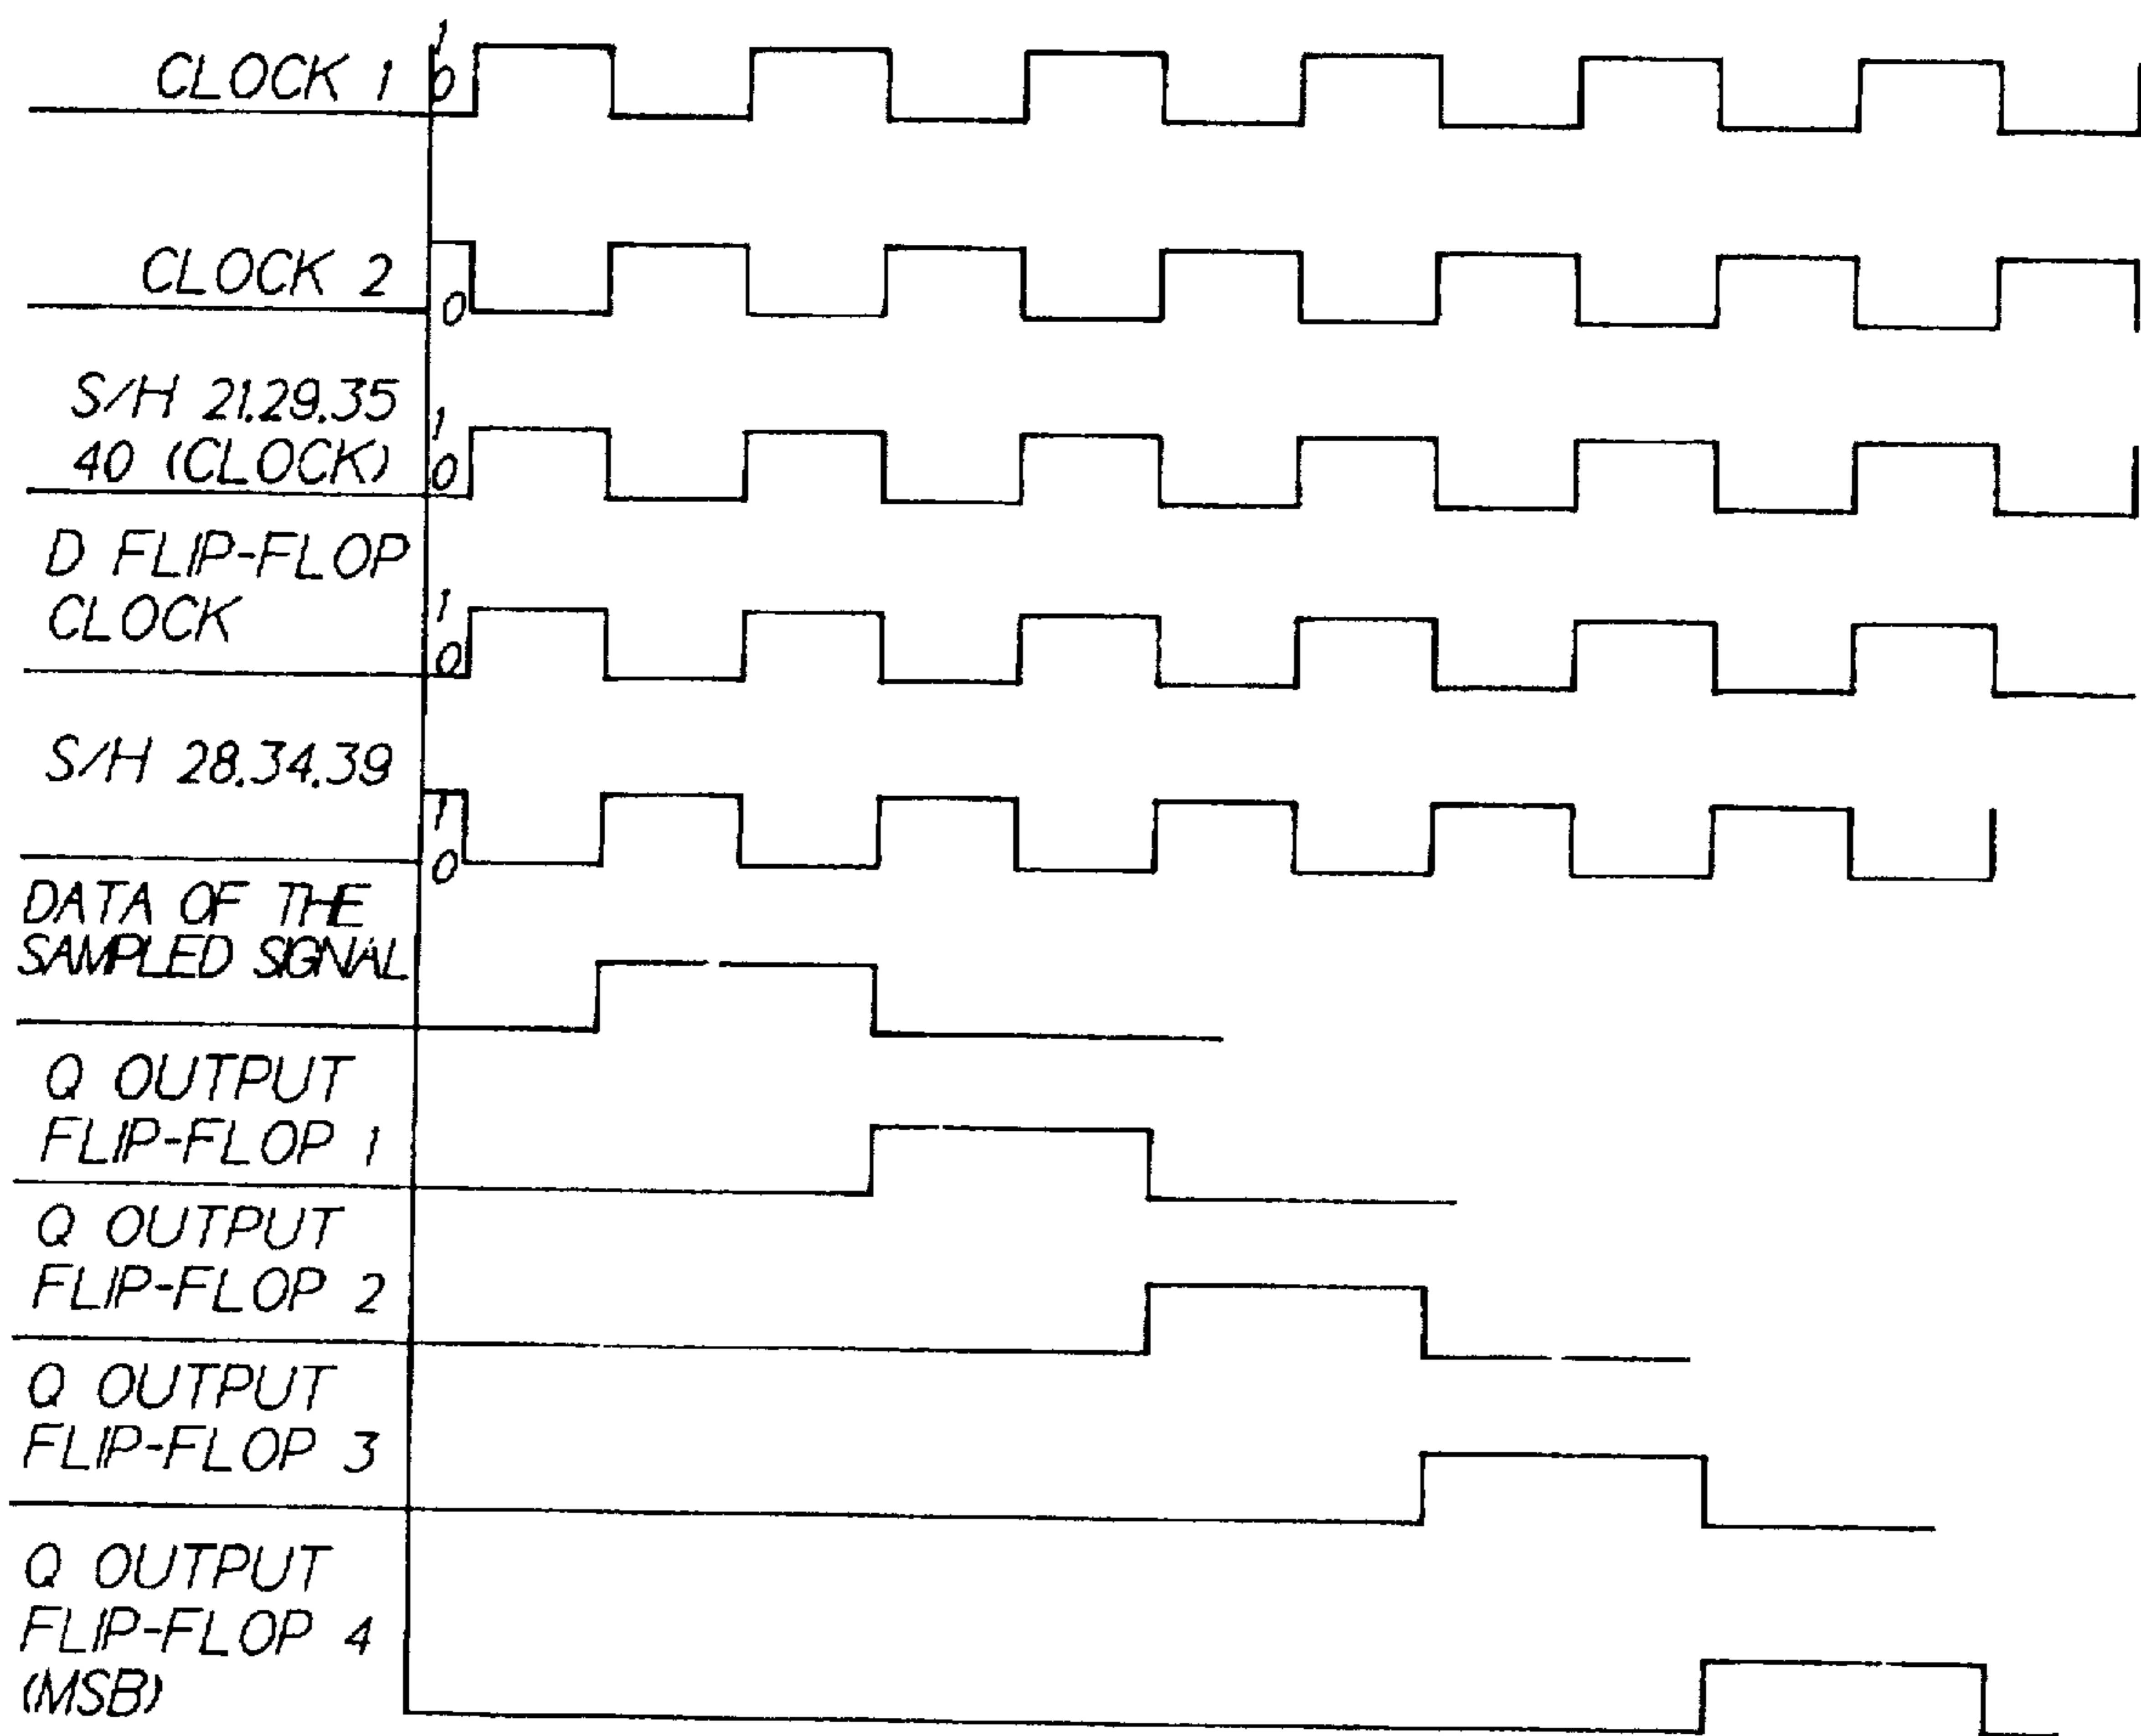 CLOCK 1
1
0
CLOCK 2
0
S/H 21.29.35
40 (CLOCK)
1
0
D FLIP-FLOP
CLOCK
1
0
S/H 28.34.39
1
0
DATA OF THE
SAMPLED SIGNAL
Q OUTPUT
FLIP-FLOP 1
Q OUTPUT
FLIP-FLOP 2
Q OUTPUT
FLIP-FLOP 3
Q OUTPUT
FLIP-FLOP 4
(MSB)